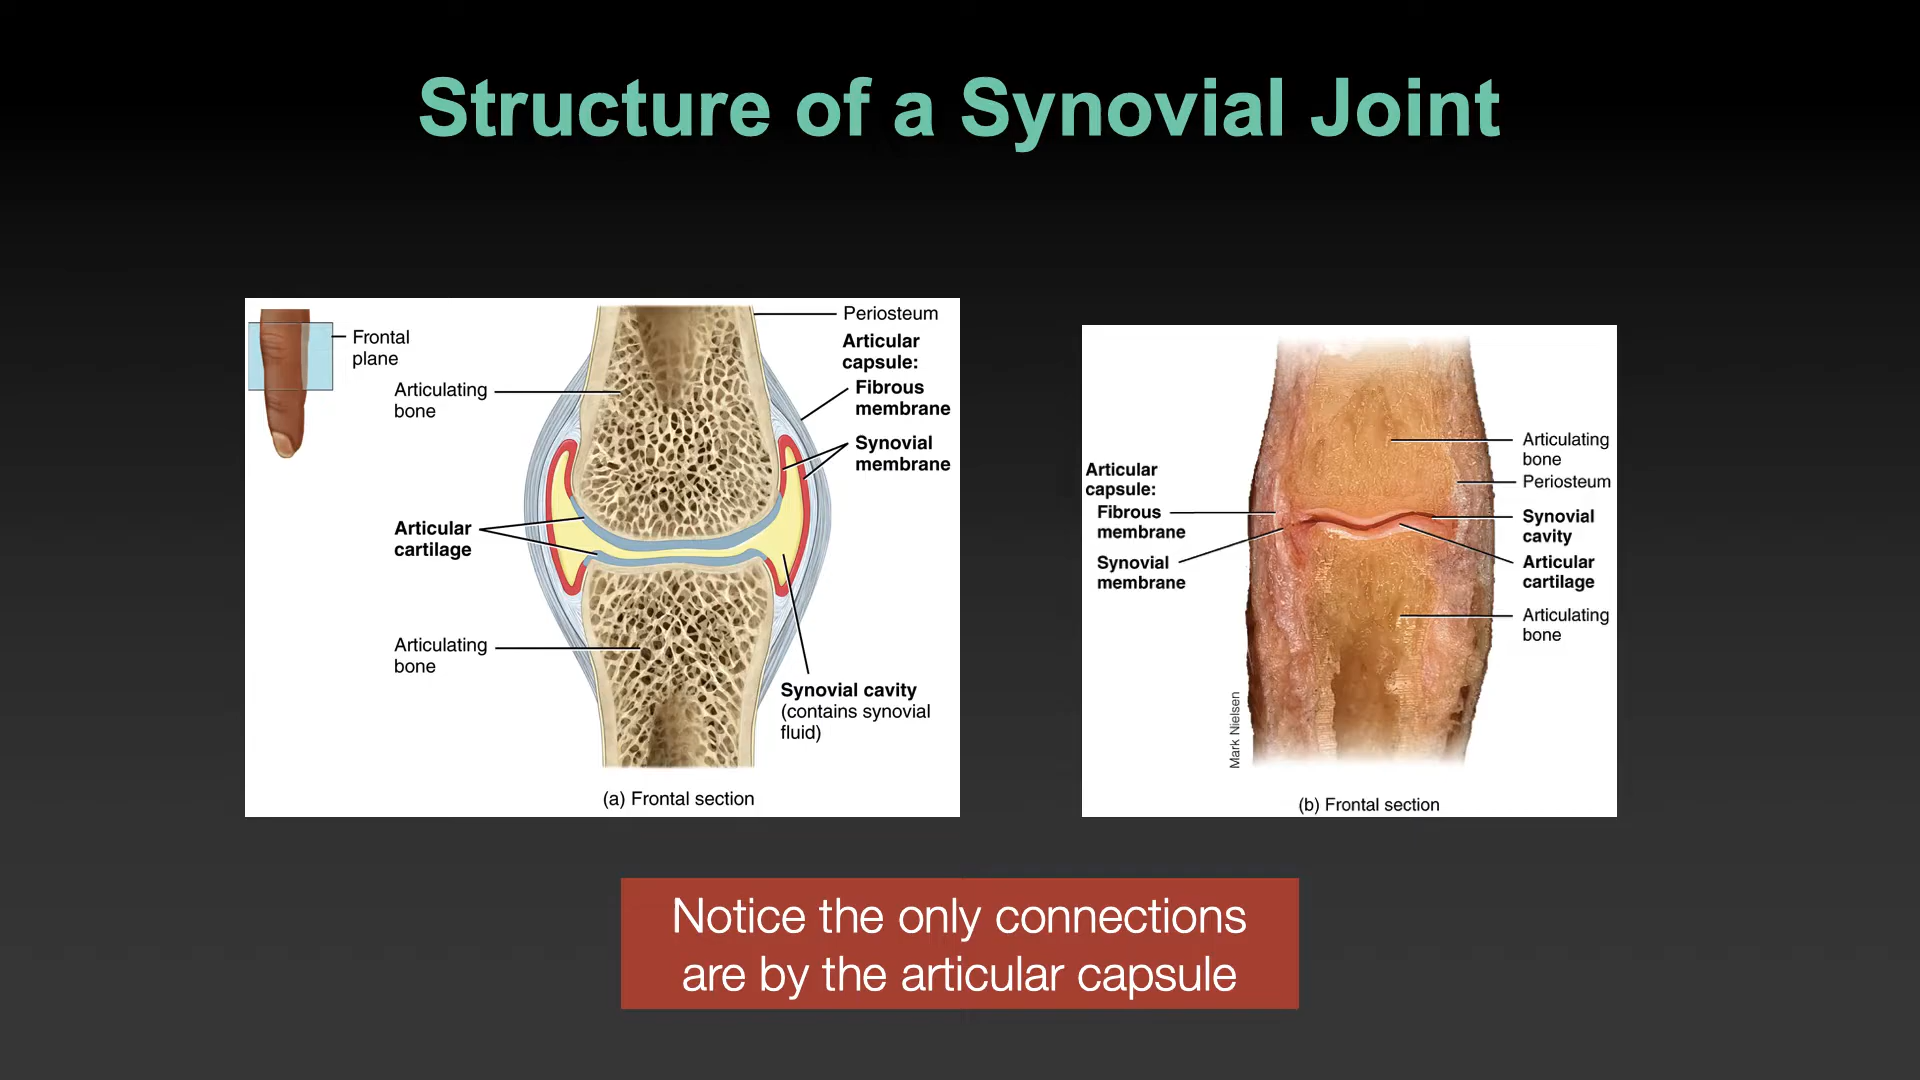 Structure of a Synovial Joint
Frontal
plane
Articulating
bone
Articular
cartilage
Articulating
bone
Periosteum
Articular
capsule:
Fibrous
membrane
Synovial
membrane
Synovial cavity
(contains synovial
fluid)
(a) Frontal section
Articular
capsule:
Fibrous
membrane
Synovial
membrane
Articulating
bone
Periosteum
Synovial
cavity
Articular
cartilage
Articulating
bone
Mark Nielsen
(b) Frontal section
Notice the only connections
are by the articular capsule